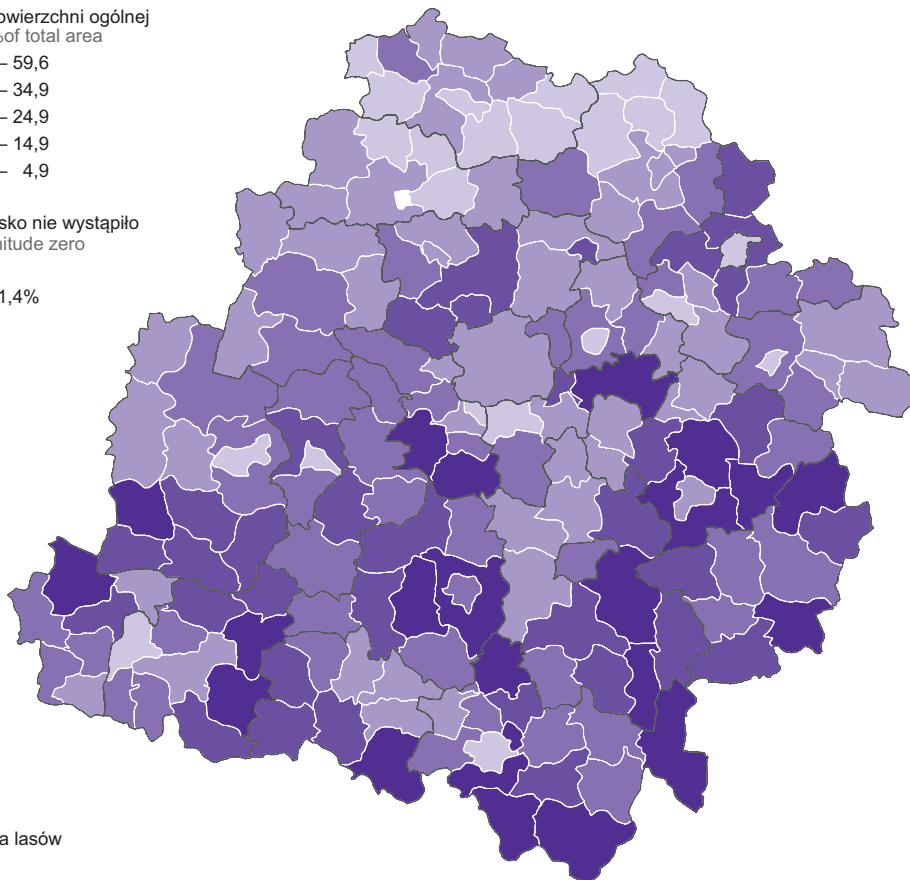 owierzchni ogólnej
of total area
– 59,6
– 34,9
– 24,9
– 14,9
– 4,9
sko nie wystąpiło
nitude zero
1,4%
a lasów